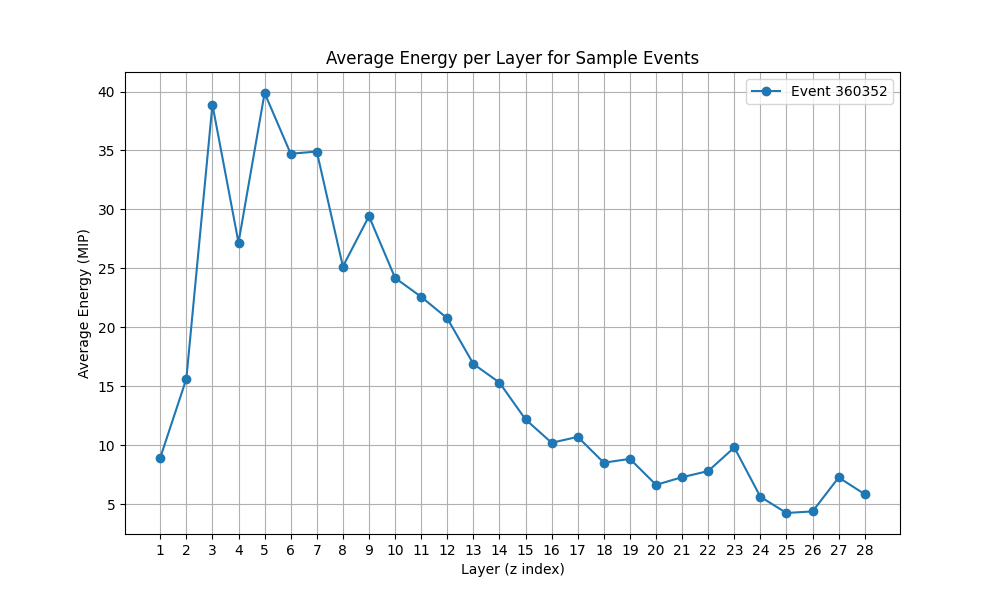 Average Energy per Layer for Sample Events
Event 360352
Average Energy (MIP)
40
35
30
25
20
15
10
5
1 2 3 4 5 6 7 8 9 10 11 12 13 14 15 16 17 18 19 20 21 22 23 24 25 26 27 28
Layer (z index)